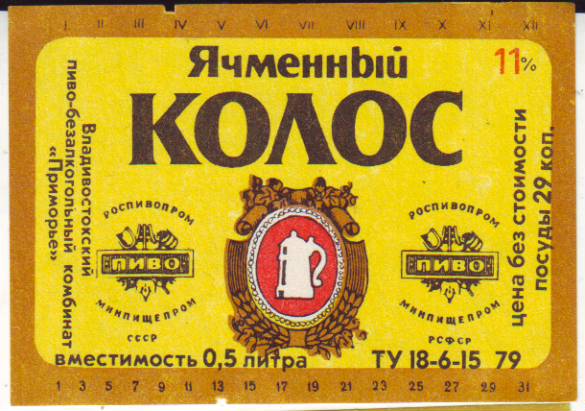 I II III IV V VI VII VIII IX X XI XII
Ячменный
11%
КОЛОС
Владивостокский
пиво-безалкогольный комбинат
«Приморье»
цена без стоимости
посуды 29 коп.
РОСПИВОПРОМ
ПИВО
МИНПИЩЕПРОМ
СССР
РОСПИВОПРОМ
ПИВО
МИНПИЩЕПРОМ
РСФСР
вместимость 0,5 литра
ТУ 18-6-15 79
1 3 5 7 9 11 13 15 17 19 21 23 25 27 29 31